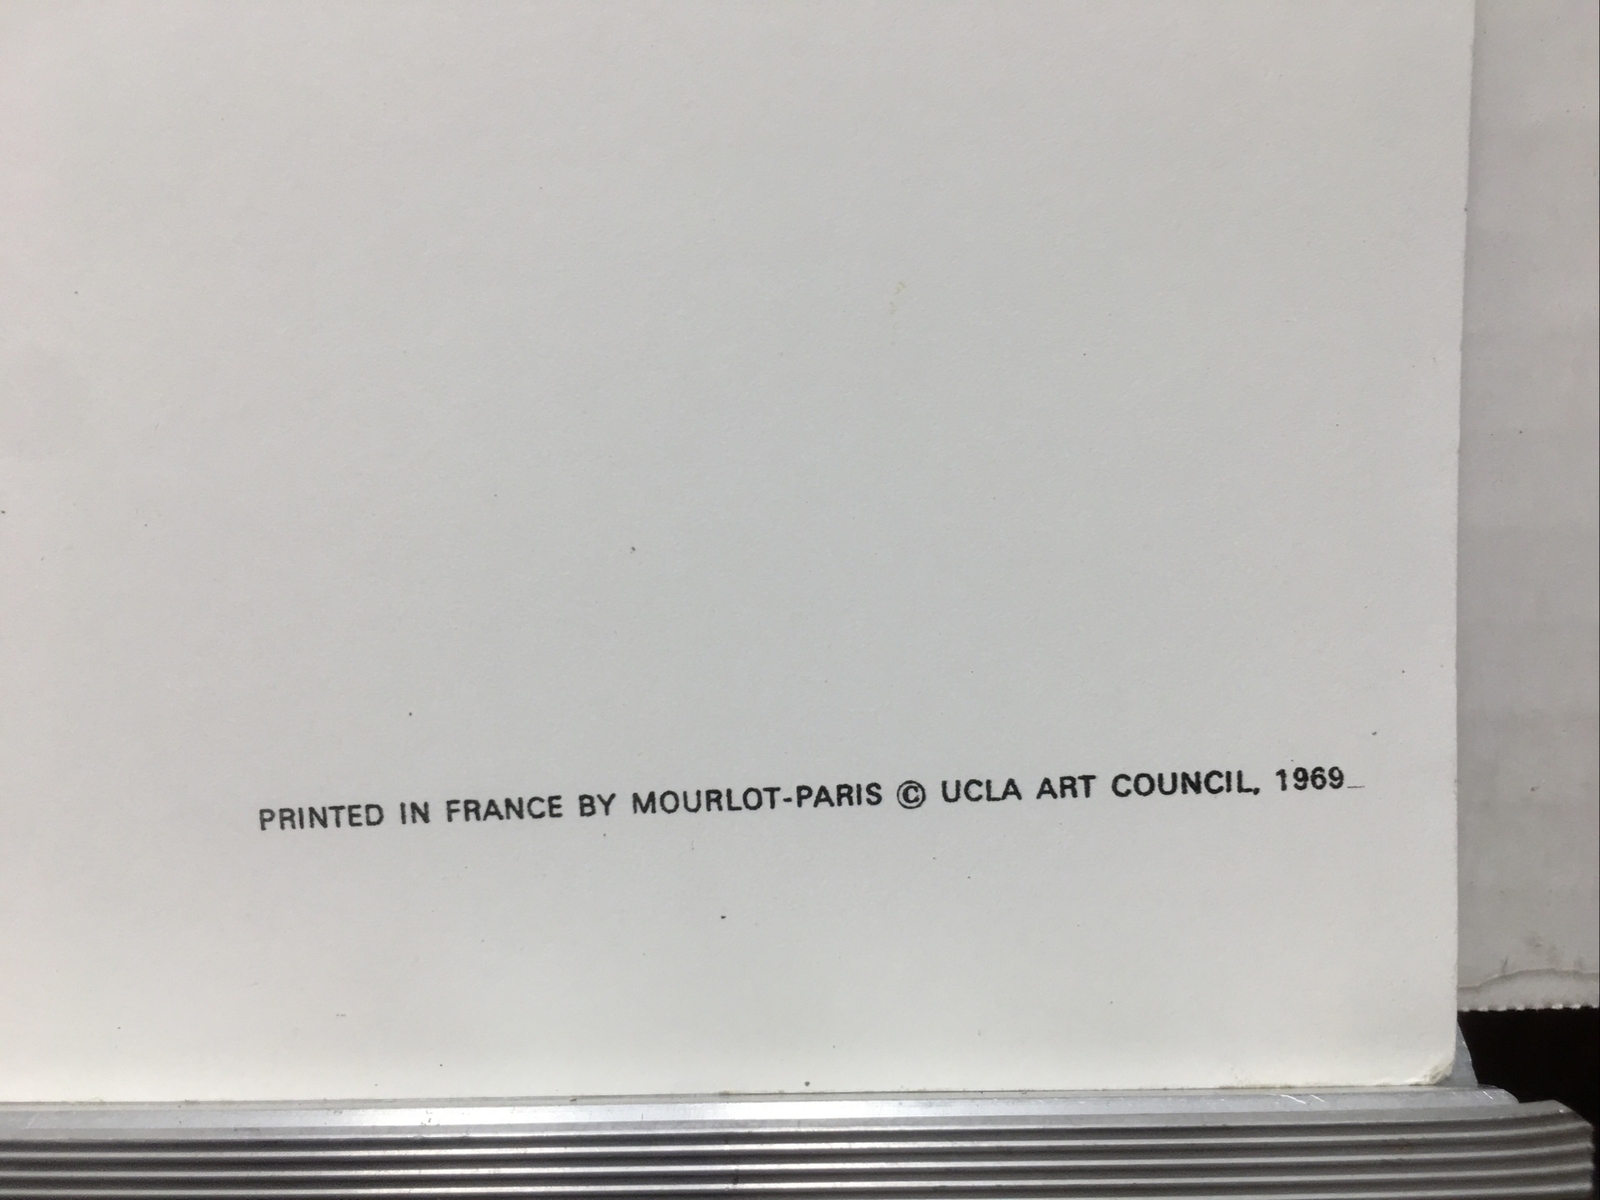 PRINTED IN FRANCE BY MOURLOT-PARIS © UCLA ART COUNCIL, 1969